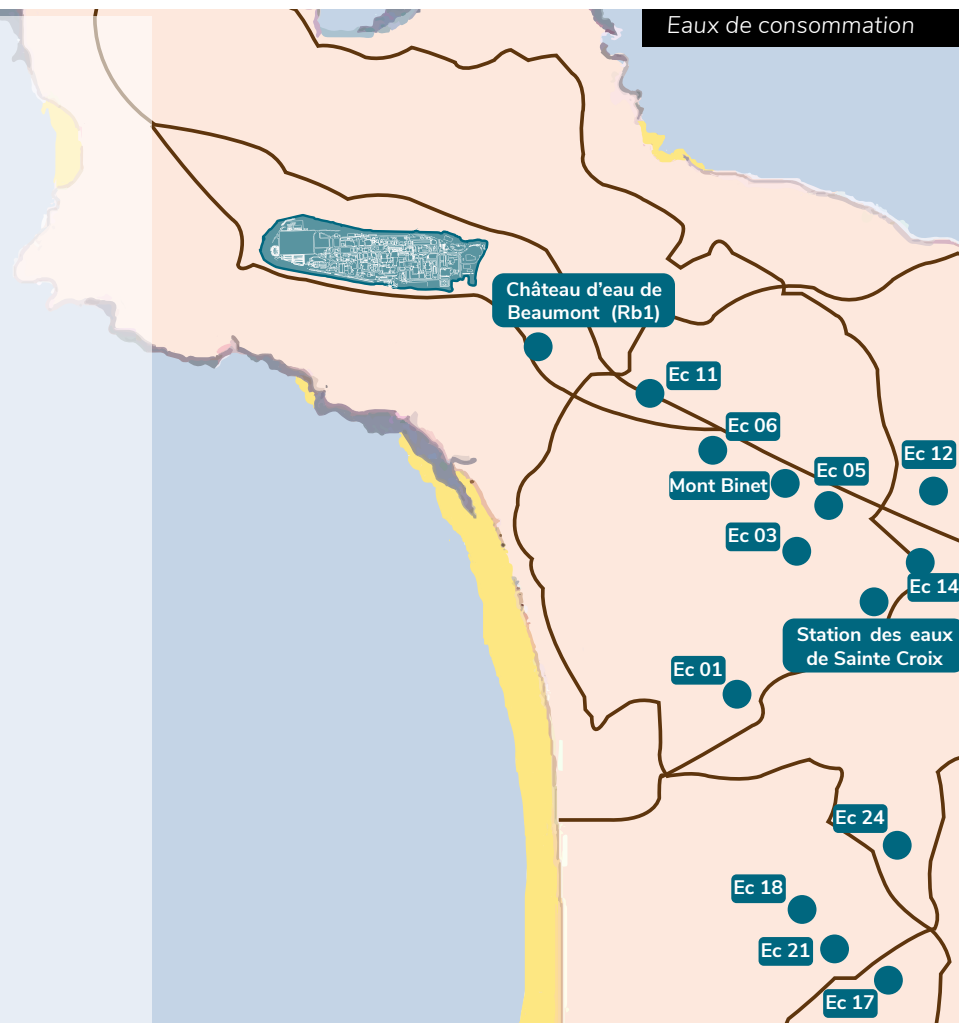 Eaux de consommation
Château d'eau de
Beaumont (Rb1)
Ec 11
Ec 06
Ec 12
Ec 05
Mont Binet
Ec 03
Ec 14
Station des eaux
de Sainte Croix
Ec 01
Ec 24
Ec 18
Ec 21
Ec 17